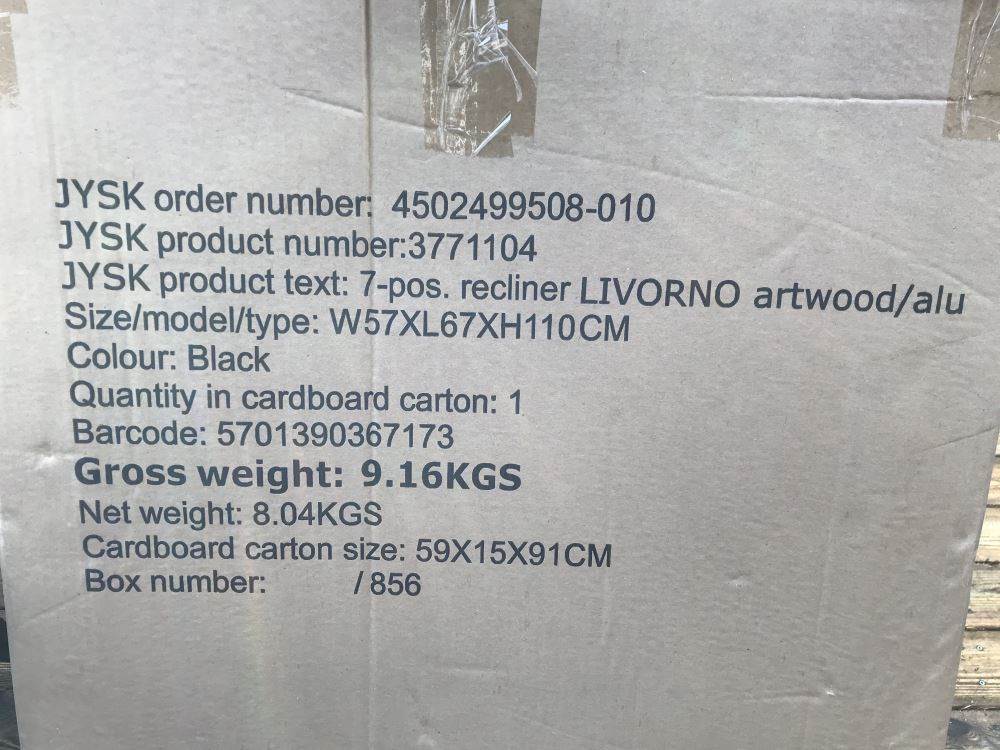 JYSK order number: 4502499508-010
JYSK product number:3771104
JYSK product text: 7-pos. recliner LIVORNO artwood/alu
Size/model/type: W57XL67XH110CM
Colour: Black
Quantity in cardboard carton: 1
Barcode: 5701390367173
Gross weight: 9.16KGS
Net weight: 8.04KGS
Cardboard carton size: 59X15X91CM
Box number: / 856